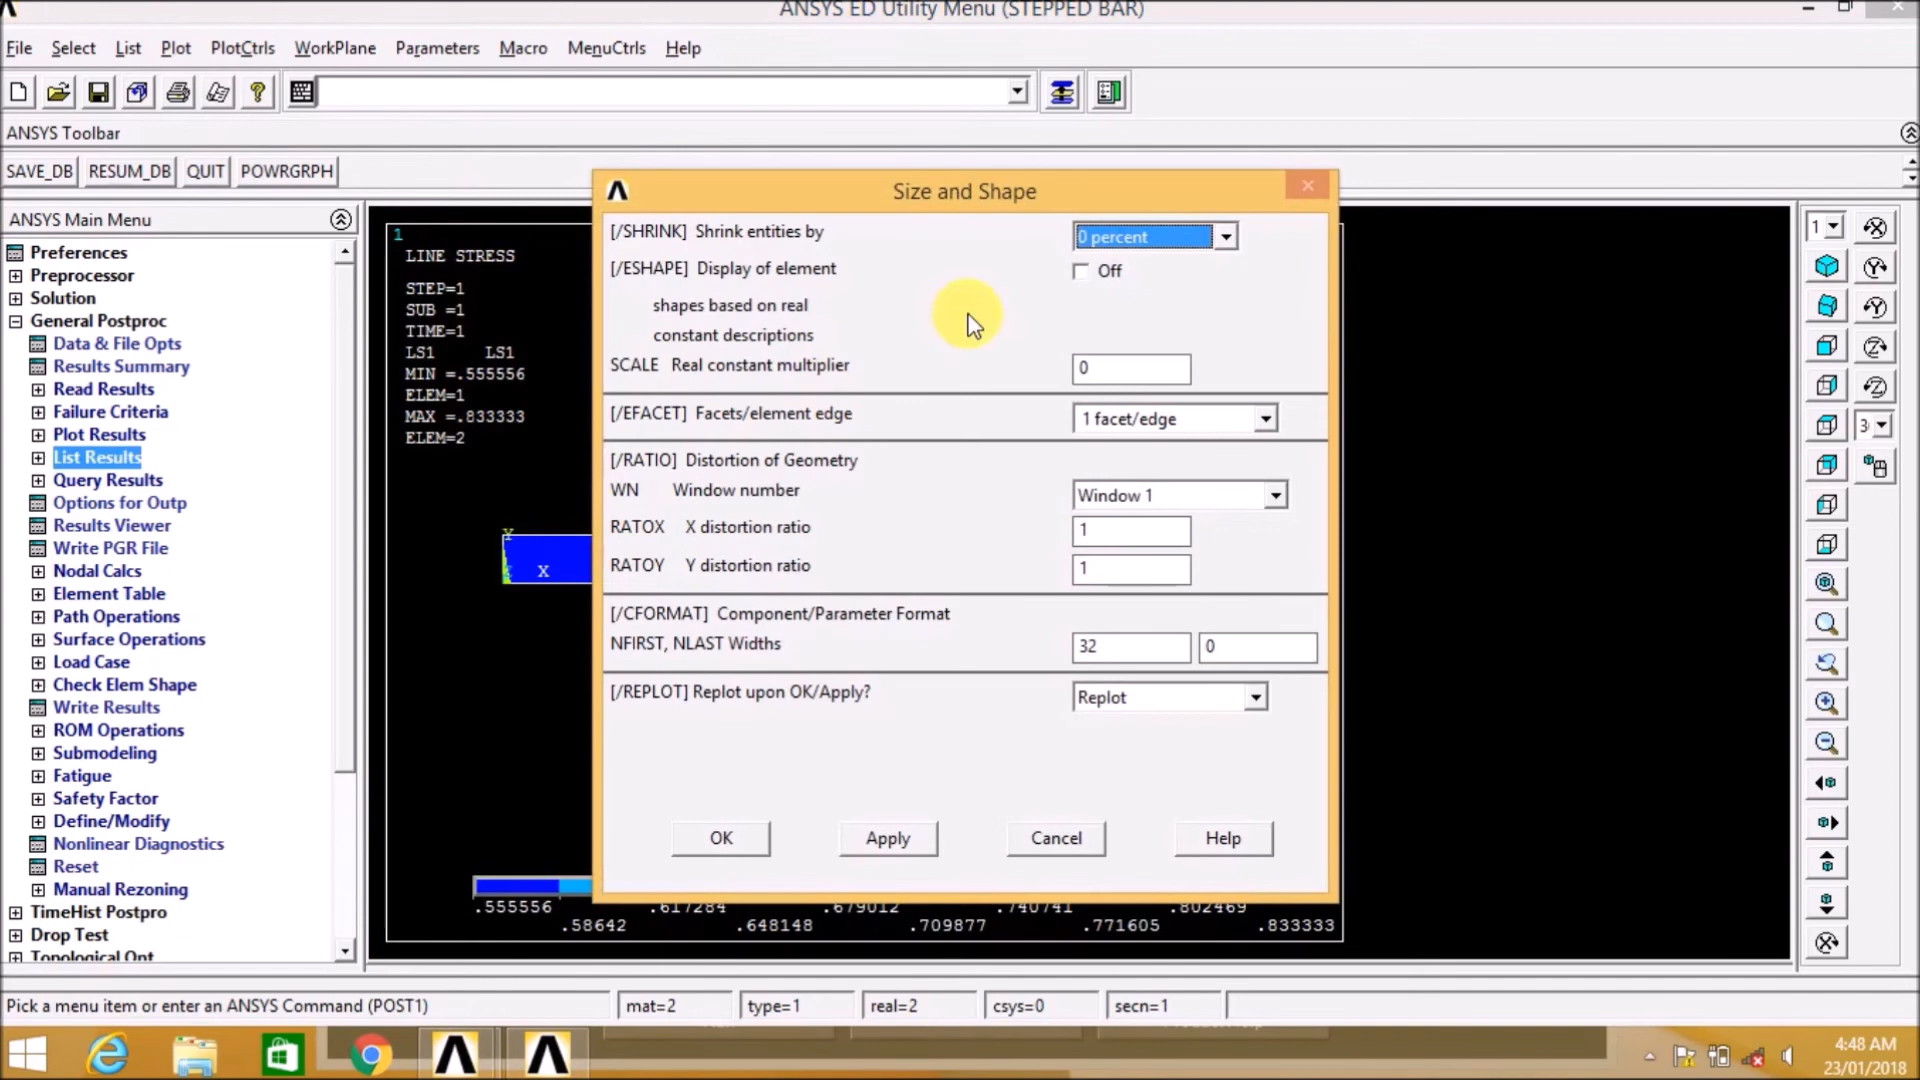 ANSYS ED Utility Menu (STEPPED BAR)
File Select List Plot PlotCtrls WorkPlane Parameters Macro MenuCtrls Help
ANSYS Toolbar
SAVE_DB RESUM_DB QUIT POWRGRPH
ANSYS Main Menu
Preferences
Preprocessor
Solution
General Postproc
Data & File Opts
Results Summary
Read Results
Failure Criteria
Plot Results
List Results
Query Results
Options for Outp
Results Viewer
Write PGR File
Nodal Calcs
Element Table
Path Operations
Surface Operations
Load Case
Check Elem Shape
Write Results
ROM Operations
Submodeling
Fatigue
Safety Factor
Define/Modify
Nonlinear Diagnostics
Reset
Manual Rezoning
TimeHist Postpro
Drop Test
Topological Opt
1
LINE STRESS
STEP=1
SUB =1
TIME=1
LS1 LS1
MIN =.555556
ELEM=1
MAX =.833333
ELEM=2
Y
X
Size and Shape
[/SHRINK] Shrink entities by 0 percent
[/ESHAPE] Display of element Off
shapes based on real
constant descriptions
SCALE Real constant multiplier 0
[/EFACET] Facets/element edge 1 facet/edge
[/RATIO] Distortion of Geometry
WN Window number Window 1
RATOX X distortion ratio 1
RATOY Y distortion ratio 1
[/CFORMAT] Component/Parameter Format
NFIRST, NLAST Widths 32 0
[/REPLOT] Replot upon OK/Apply? Replot
OK Apply Cancel Help
.555556 .617284 .679012 .740741 .802469
.58642 .648148 .709877 .771605 .833333
1
3
Pick a menu item or enter an ANSYS Command (POST1) mat=2 type=1 real=2 csys=0 secn=1
4:48 AM
23/01/2018